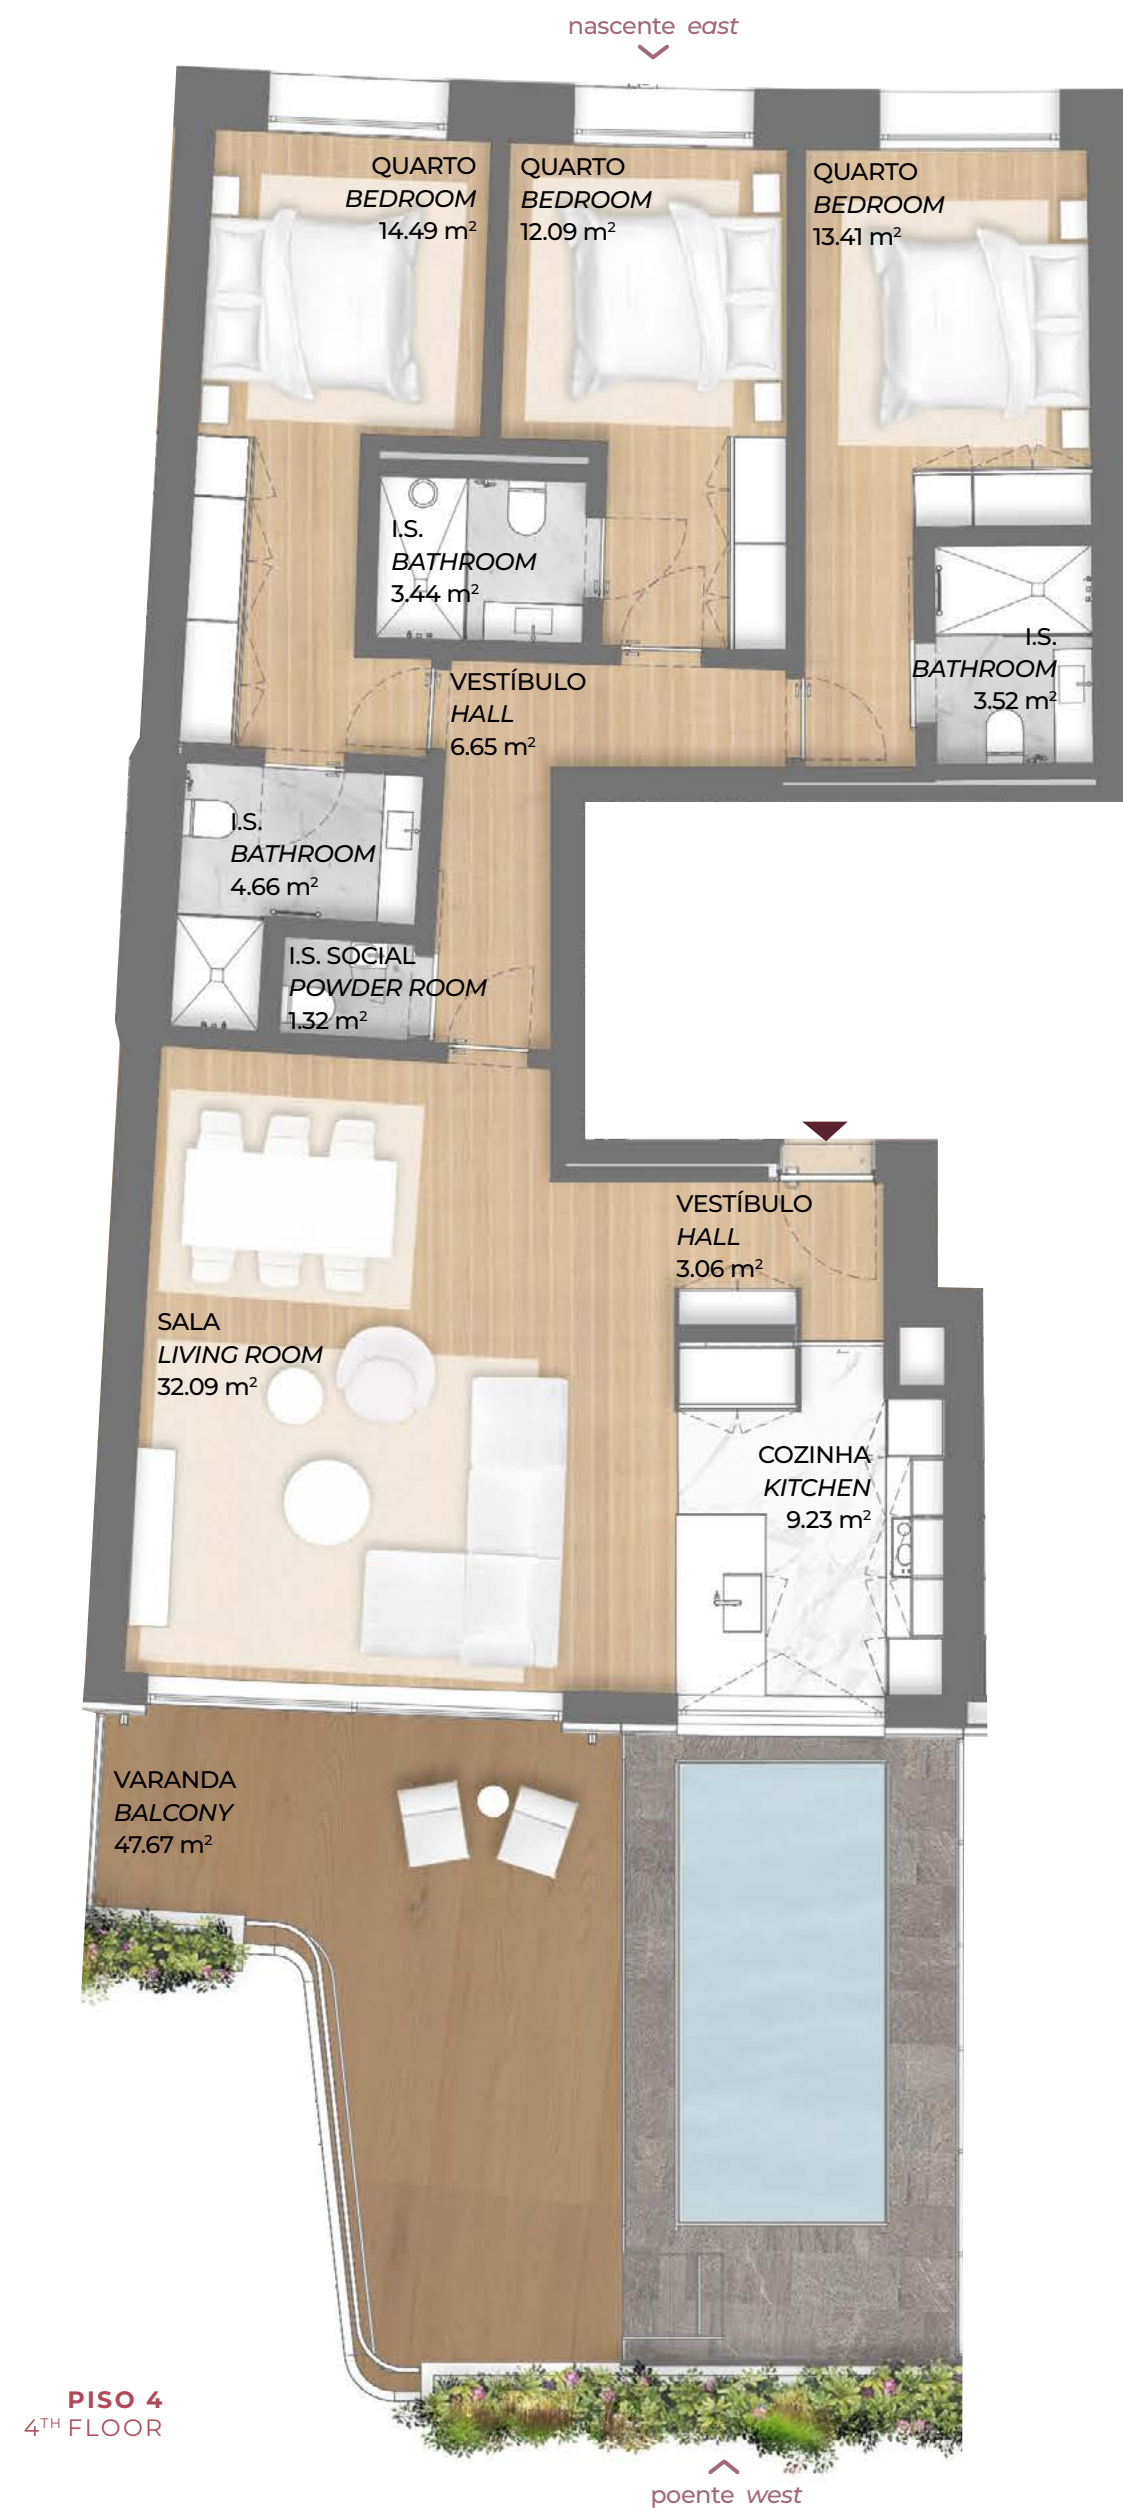 nascente east
QUARTO
BEDROOM
14.49 m²
QUARTO
BEDROOM
12.09 m²
QUARTO
BEDROOM
13.41 m²
I.S.
BATHROOM
3.44 m²
I.S.
BATHROOM
3.52 m²
VESTÍBULO
HALL
6.65 m²
I.S.
BATHROOM
4.66 m²
I.S. SOCIAL
POWDER ROOM
1.32 m²
VESTÍBULO
HALL
3.06 m²
SALA
LIVING ROOM
32.09 m²
COZINHA
KITCHEN
9.23 m²
VARANDA
BALCONY
47.67 m²
PISO 4
4TH FLOOR
poente west